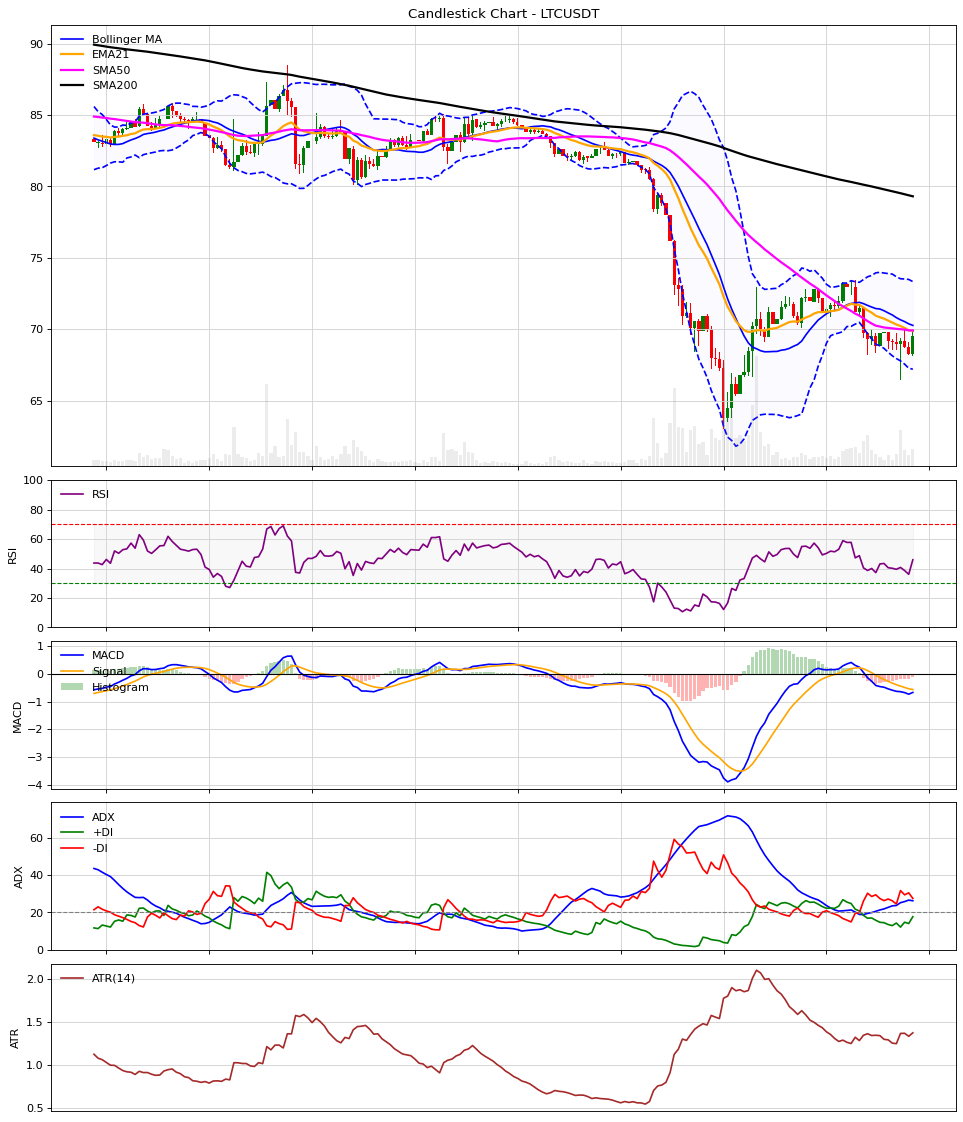 Candlestick Chart - LTCUSDT
Bollinger MA
EMA21
SMA50
SMA200
90
85
80
75
70
65
RSI
100
80
60
40
20
0
RSI
MACD
Signal
Histogram
1
0
−1
−2
−3
−4
MACD
ADX
+DI
-DI
60
40
20
0
ADX
ATR(14)
2.0
1.5
1.0
0.5
ATR